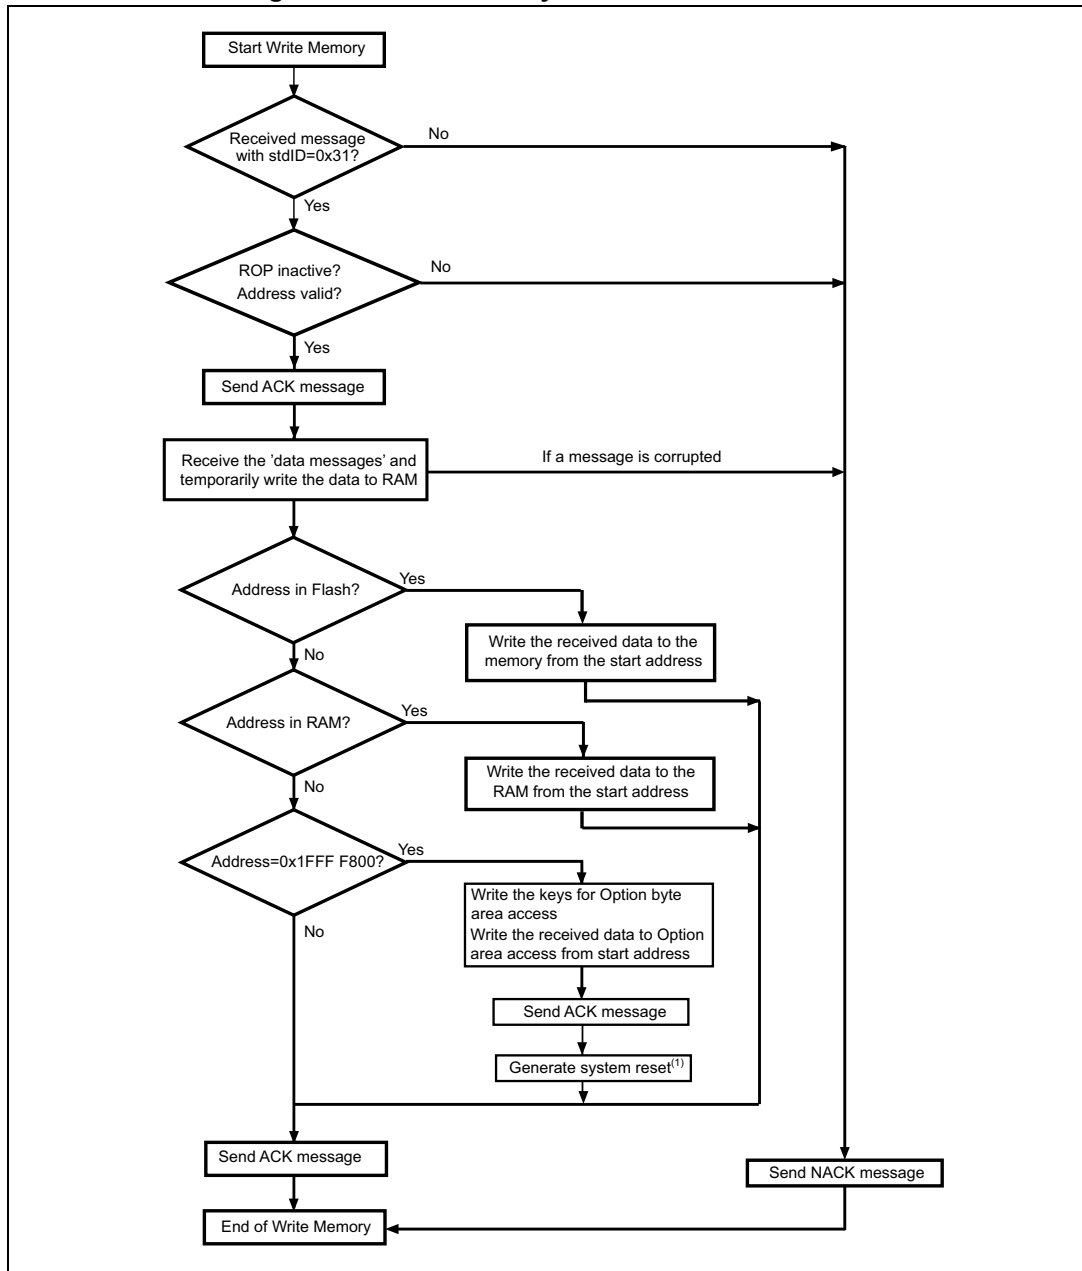 Start Write Memory
Received message
with stdID=0x31?
No
Yes
ROP inactive?
Address valid?
No
Yes
Send ACK message
Receive the 'data messages' and
temporarily write the data to RAM
If a message is corrupted
Address in Flash?
Yes
Write the received data to the
memory from the start address
No
Address in RAM?
Yes
Write the received data to the
RAM from the start address
No
Address=0x1FFF F800?
Yes
Write the keys for Option byte
area access
Write the received data to Option
area access from start address
No
Send ACK message
Generate system reset(1)
Send ACK message
Send NACK message
End of Write Memory